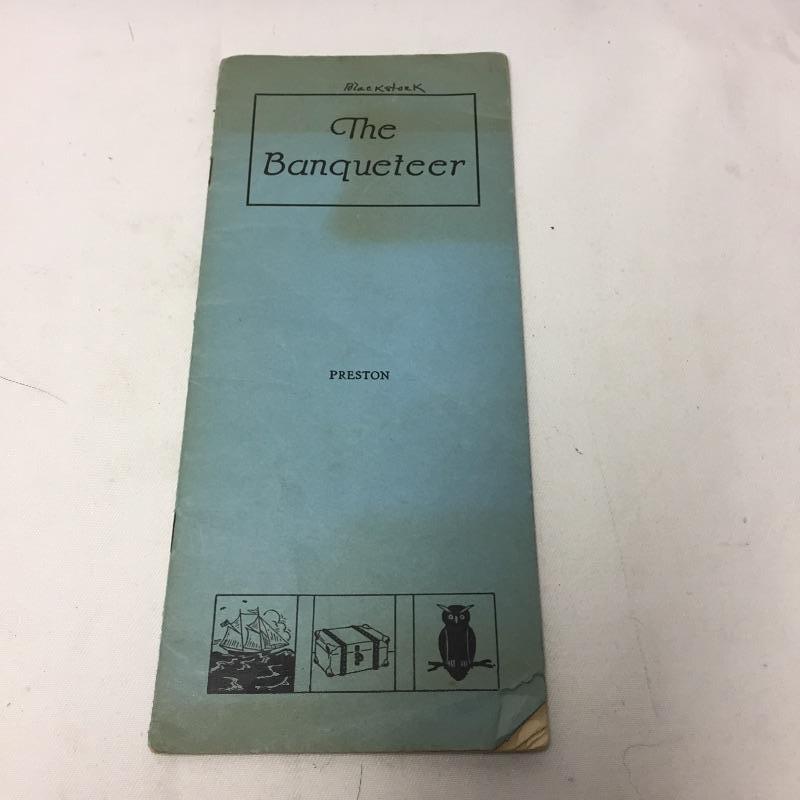 Blackstock
The
Banqueteer
PRESTON